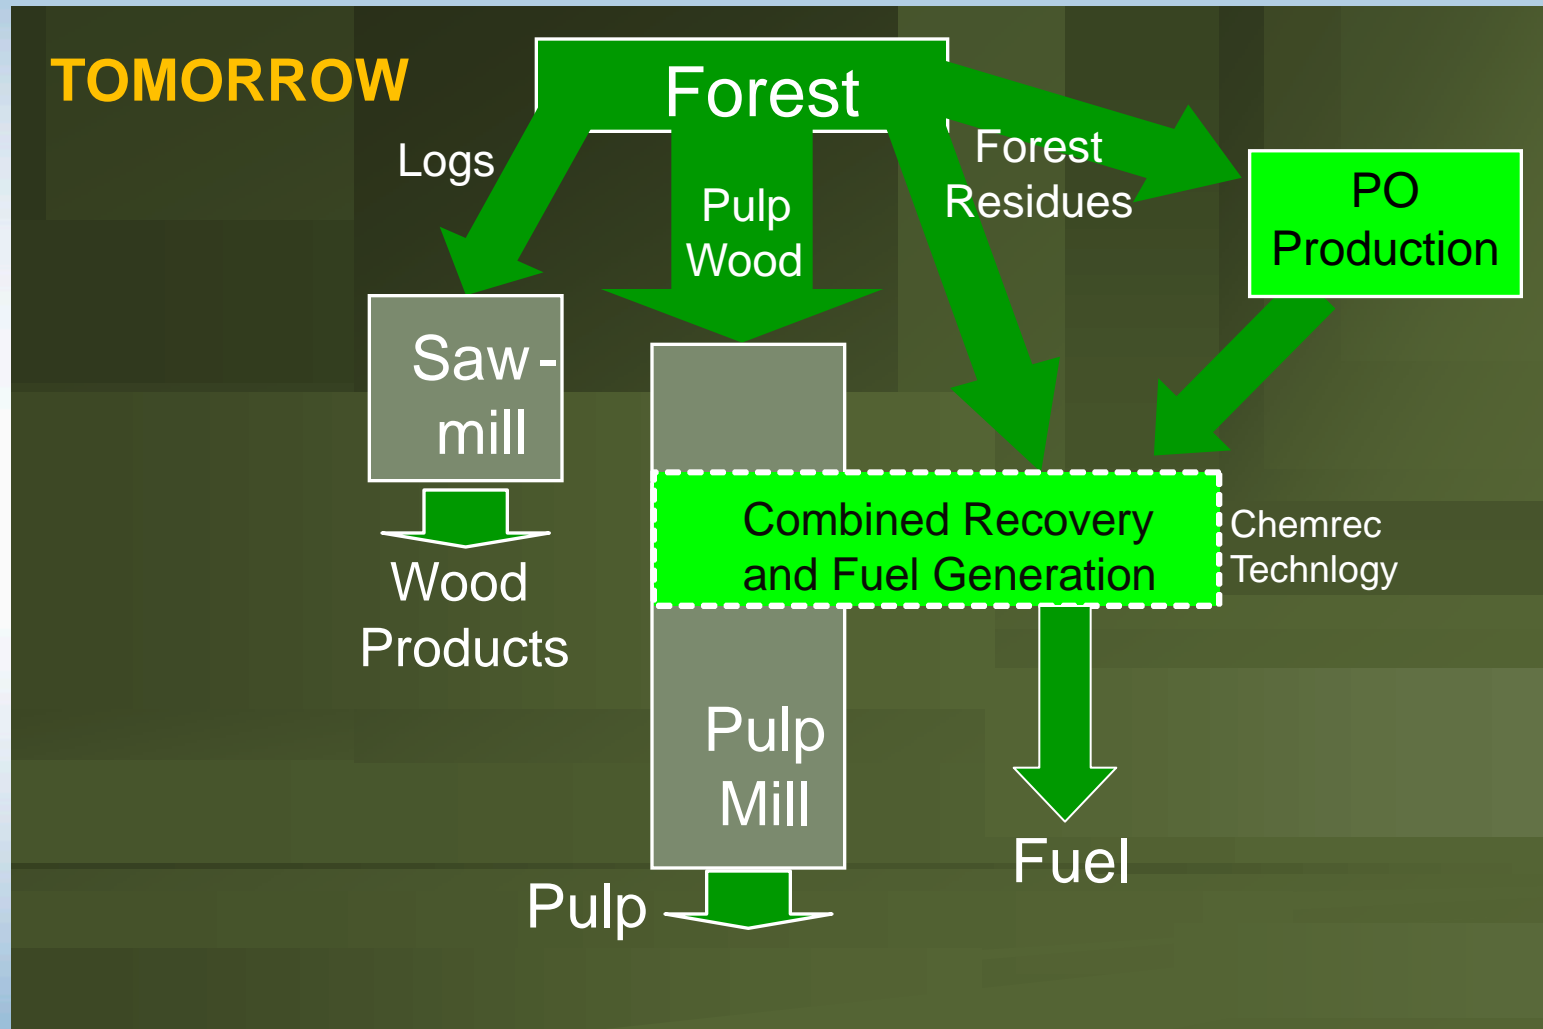 TOMORROW
Forest
Logs
Pulp
Wood
Forest
Residues
PO
Production
Saw-
mill
Combined Recovery
and Fuel Generation
Chemrec
Technlogy
Wood
Products
Pulp
Mill
Fuel
Pulp